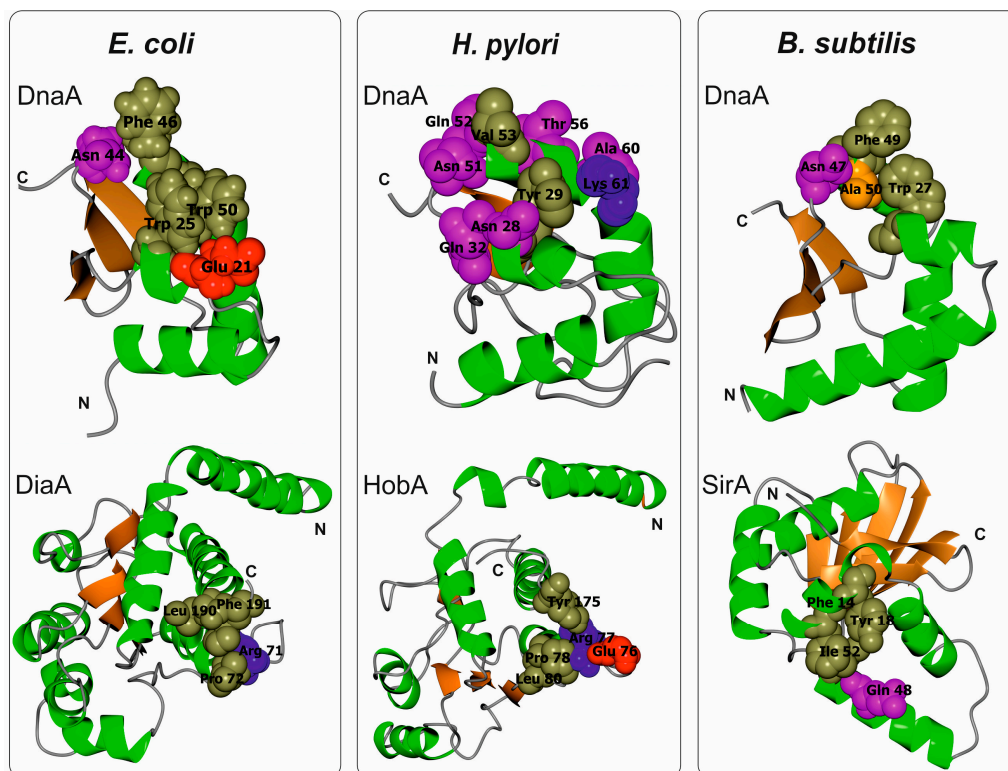 E. coli
DnaA
Phe 46
Asn 44
C
Trp 50
Trp 25
Glu 21
N
DiaA
N
C
Leu 190
Phe 191
Arg 71
Pro 72
H. pylori
DnaA
Gln 52
Val 53
Thr 56
Ala 60
Asn 51
Lys 61
C
Tyr 29
Asn 28
Gln 32
N
HobA
N
C
Tyr 175
Arg 77
Glu 76
Pro 78
Leu 80
B. subtilis
DnaA
Phe 49
Asn 47
Ala 50
Trp 27
C
N
SirA
N
C
Phe 14
Tyr 18
Ile 52
Gln 48